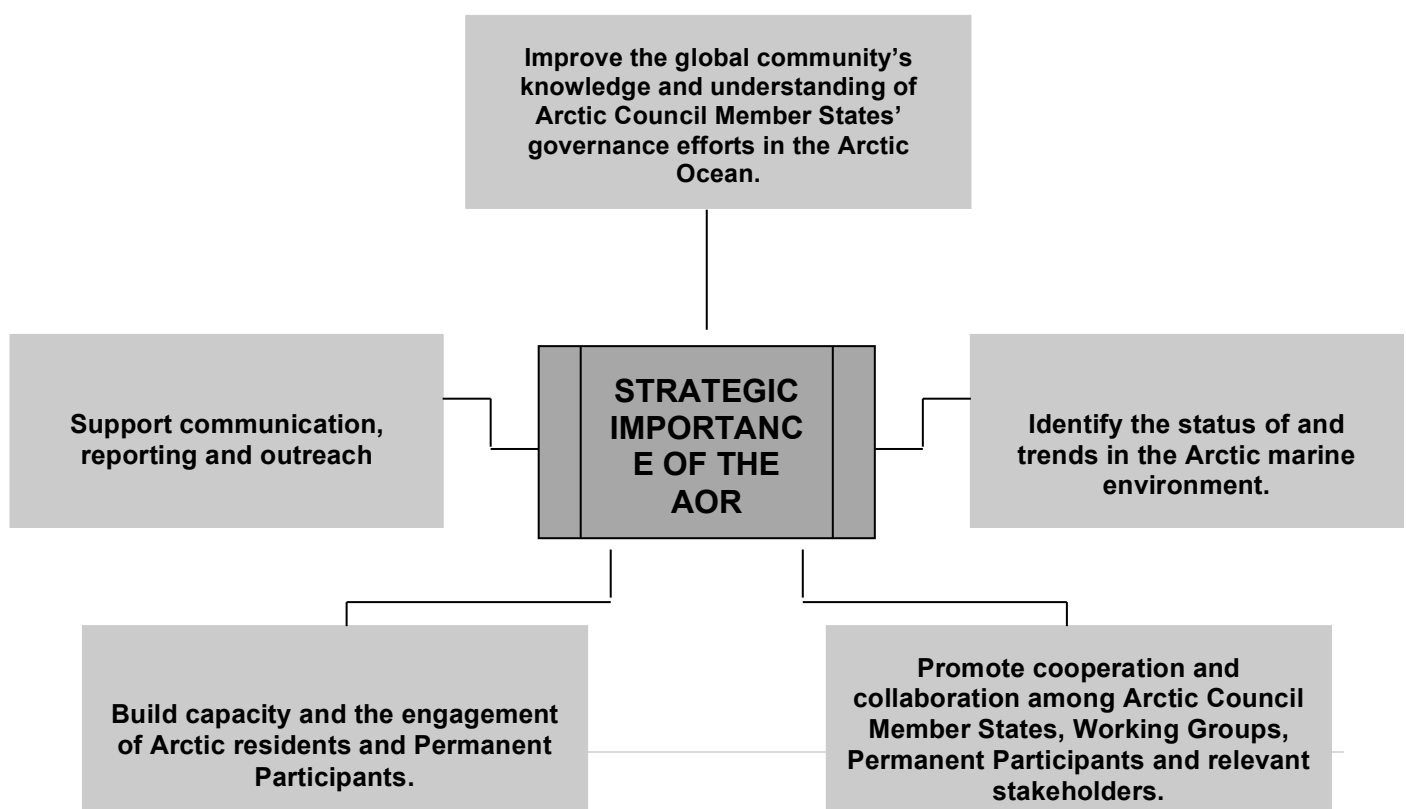 Improve the global community’s
knowledge and understanding of
Arctic Council Member States’
governance efforts in the Arctic
Ocean.
Support communication,
reporting and outreach
STRATEGIC
IMPORTANC
E OF THE
AOR
Identify the status of and
trends in the Arctic marine
environment.
Build capacity and the engagement
of Arctic residents and Permanent
Participants.
Promote cooperation and
collaboration among Arctic Council
Member States, Working Groups,
Permanent Participants and relevant
stakeholders.